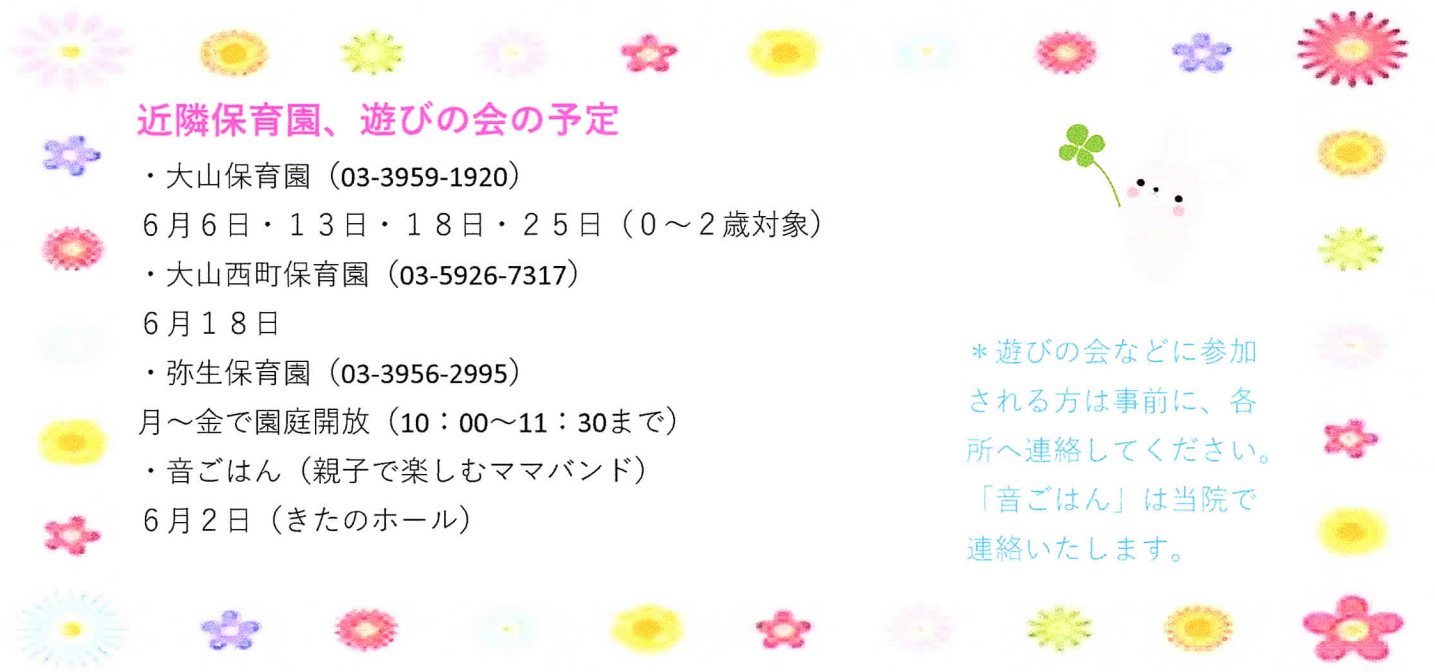 近隣保育園、遊びの会の予定
・大山保育園（03-3959-1920）
６月６日・１３日・１８日・２５日（０～２歳対象）
・大山西町保育園（03-5926-7317）
６月１８日
・弥生保育園（03-3956-2995）
月～金で園庭開放（10：00～11：30まで）
・音ごはん（親子で楽しむママバンド）
６月２日（きたのホール）
＊遊びの会などに参加
される方は事前に、各
所へ連絡してください。
「音ごはん」は当院で
連絡いたします。